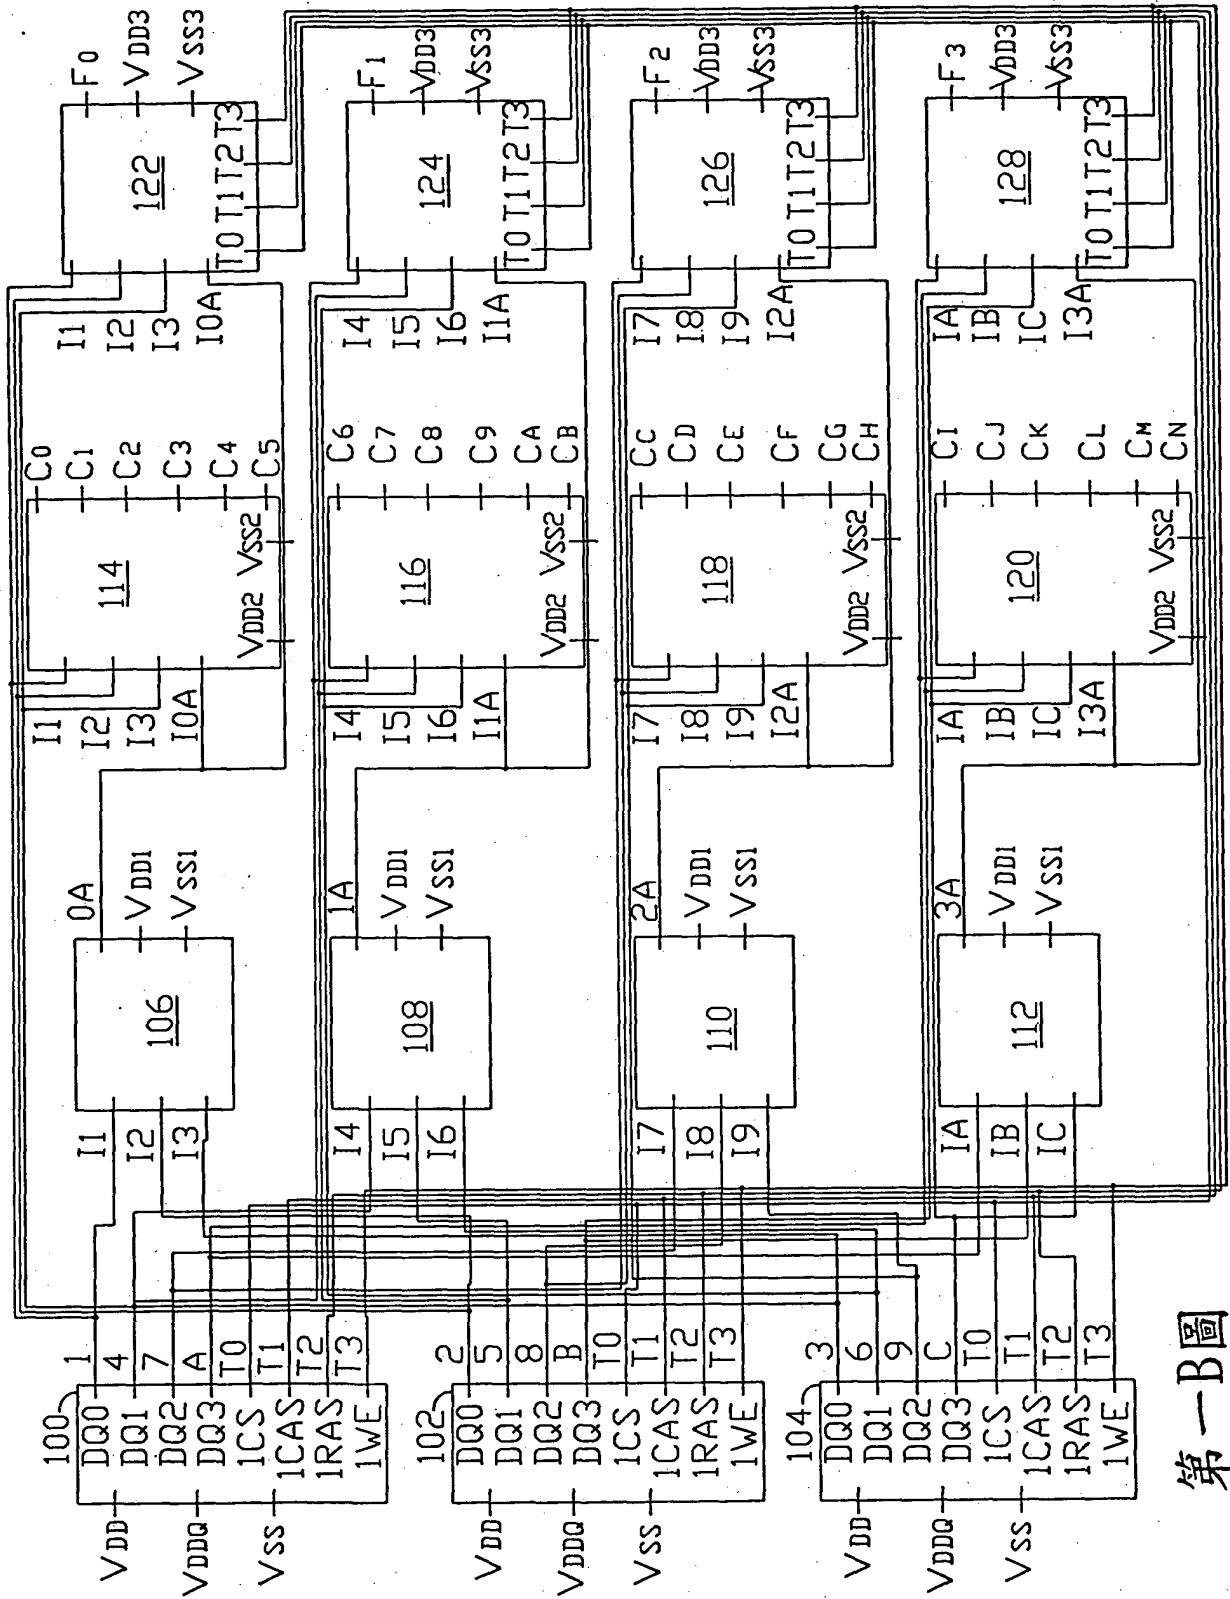 100
DQ0 1
DQ1 4
DQ2 7
DQ3 A
1CS T0
1CAS T1
1RAS T2
1WE T3
VDD
VDDQ
VSS
102
DQ0 2
DQ1 5
DQ2 8
DQ3 B
1CS T0
1CAS T1
1RAS T2
1WE T3
VDD
VDDQ
VSS
104
DQ0 3
DQ1 6
DQ2 9
DQ3 C
1CS T0
1CAS T1
1RAS T2
1WE T3
VDD
VDDQ
VSS
I1
I2
I3
106
0A
VDD1
VSS1
I4
I5
I6
108
1A
VDD1
VSS1
I7
I8
I9
110
2A
VDD1
VSS1
IA
IB
IC
112
3A
VDD1
VSS1
I1
I2
I3
I0A
114
VDD2 VSS2
C0
C1
C2
C3
C4
C5
I4
I5
I6
I1A
116
VDD2 VSS2
C6
C7
C8
C9
CA
CB
I7
I8
I9
I2A
118
VDD2 VSS2
CC
CD
CE
CF
CG
CH
IA
IB
IC
I3A
120
VDD2 VSS2
CI
CJ
CK
CL
CM
CN
I1
I2
I3
I0A
122
T0 T1 T2 T3
F0
VDD3
VSS3
I4
I5
I6
I1A
124
T0 T1 T2 T3
F1
VDD3
VSS3
I7
I8
I9
I2A
126
T0 T1 T2 T3
F2
VDD3
VSS3
IA
IB
IC
I3A
128
T0 T1 T2 T3
F3
VDD3
VSS3
第一B圖